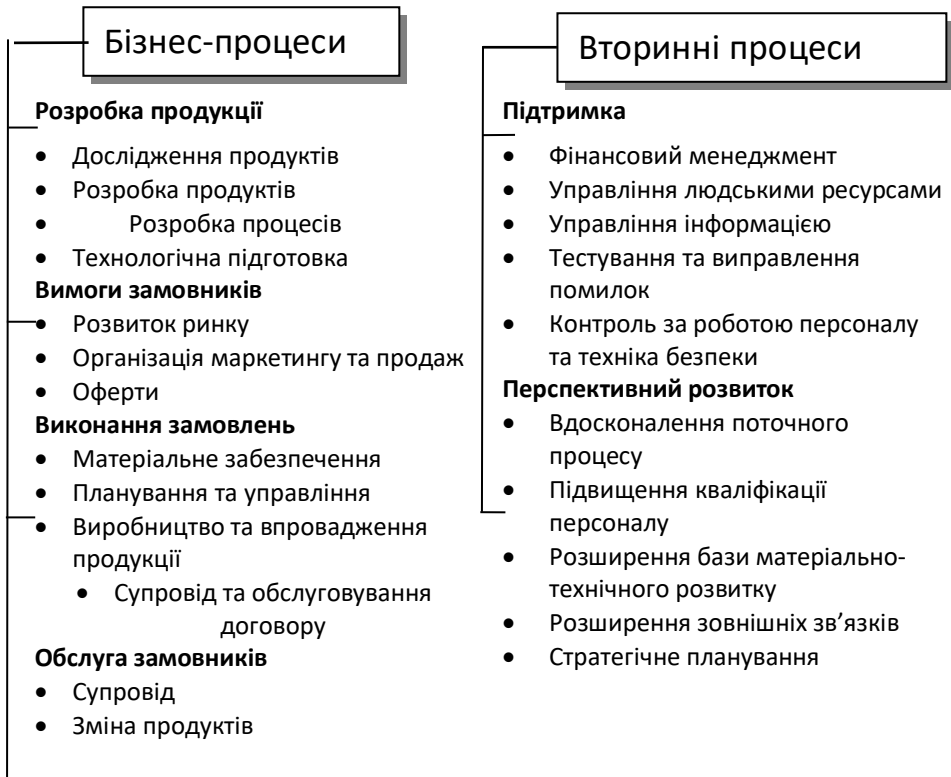 Бізнес-процеси
Розробка продукції
• Дослідження продуктів
• Розробка продуктів
• Розробка процесів
• Технологічна підготовка
Вимоги замовників
• Розвиток ринку
• Організація маркетингу та продаж
• Оферти
Виконання замовлень
• Матеріальне забезпечення
• Планування та управління
• Виробництво та впровадження
продукції
• Супровід та обслуговування
договору
Обслуга замовників
• Супровід
• Зміна продуктів
Вторинні процеси
Підтримка
• Фінансовий менеджмент
• Управління людськими ресурсами
• Управління інформацією
• Тестування та виправлення
помилок
• Контроль за роботою персоналу
та техніка безпеки
Перспективний розвиток
• Вдосконалення поточного
процесу
• Підвищення кваліфікації
персоналу
• Розширення бази матеріально-
технічного розвитку
• Розширення зовнішніх зв’язків
• Стратегічне планування